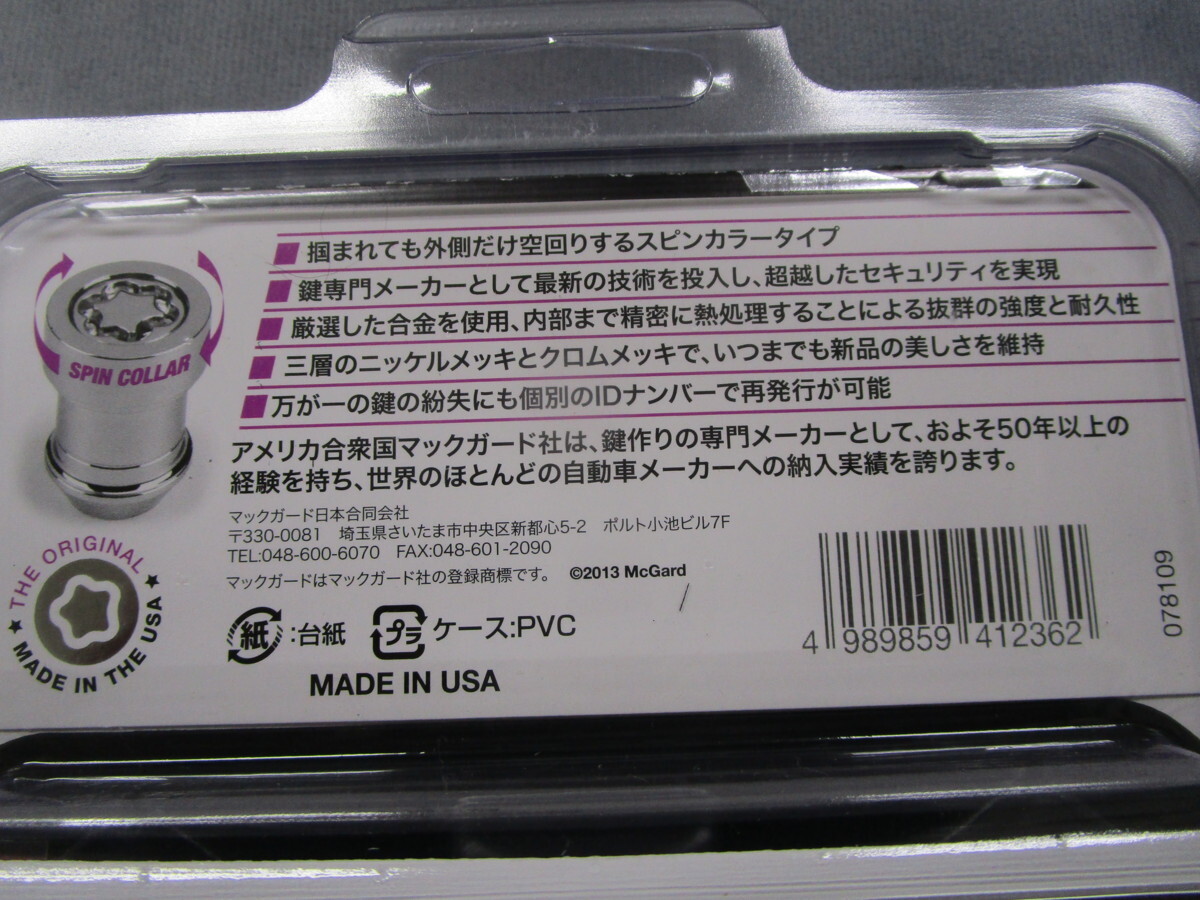 ■ 掴まれても外側だけ空回りするスピンカラータイプ
■ 鍵専門メーカーとして最新の技術を投入し、超越したセキュリティを実現
■ 厳選した合金を使用、内部まで精密に熱処理することによる抜群の強度と耐久性
■ 三層のニッケルメッキとクロムメッキで、いつまでも新品の美しさを維持
■ 万が一の鍵の紛失にも個別のIDナンバーで再発行が可能
SPIN COLLAR
アメリカ合衆国マックガード社は、鍵作りの専門メーカーとして、およそ50年以上の
経験を持ち、世界のほとんどの自動車メーカーへの納入実績を誇ります。
マックガード日本合同会社
〒330-0081 埼玉県さいたま市中央区新都心5-2 ポルト小池ビル7F
TEL:048-600-6070 FAX:048-601-2090
マックガードはマックガード社の登録商標です。 ©2013 McGard
★ THE ORIGINAL ★
MADE IN THE USA
紙:台紙 プラ ケース:PVC
MADE IN USA
4 989859 412362
078109